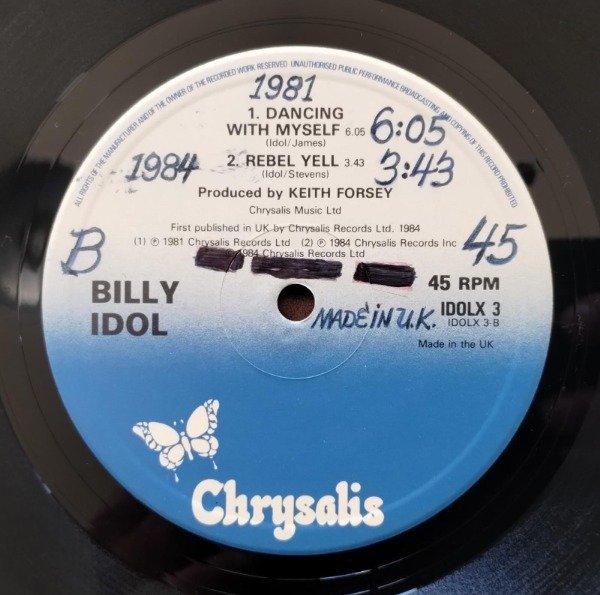 ALL RIGHTS OF THE MANUFACTURER AND OF THE OWNER OF THE RECORDED WORK RESERVED UNAUTHORISED PUBLIC PERFORMANCE BROADCASTING AND COPYING OF THIS RECORD PROHIBITED
1981
1. DANCING
WITH MYSELF 6.05 6:05
(Idol/James)
1984 2. REBEL YELL 3.43 3:43
(Idol/Stevens)
Produced by KEITH FORSEY
Chrysalis Music Ltd
First published in UK by Chrysalis Records Ltd. 1984
(1) ℗ 1981 Chrysalis Records Ltd (2) ℗ 1984 Chrysalis Records Inc
1984 Chrysalis Records Ltd
B 45
BILLY
IDOL
45 RPM
MADE IN U.K. IDOLX 3
IDOLX 3-B
Made in the UK
Chrysalis